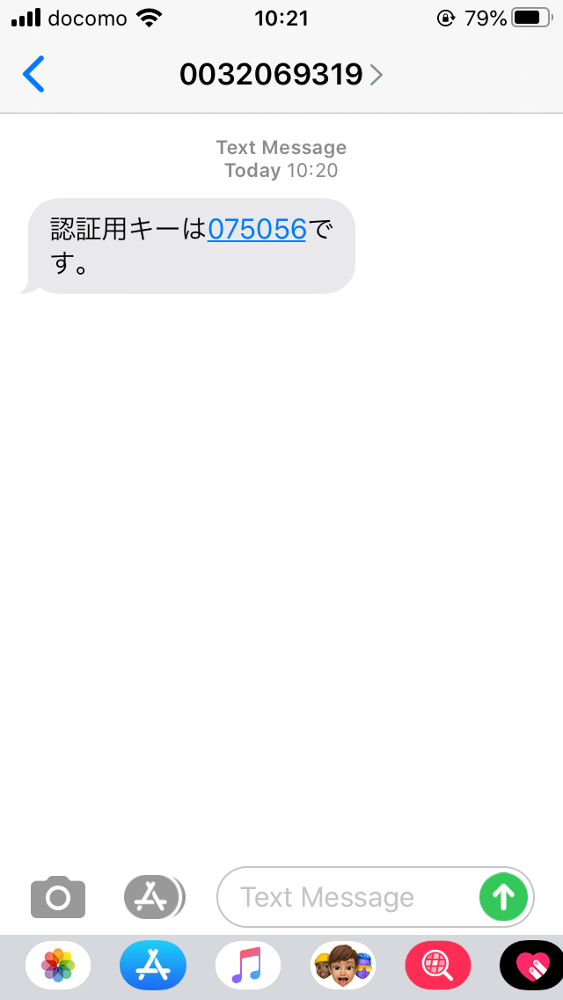 docomo 10:21 79%
0032069319
Text Message
Today 10:20
認証用キーは075056で
す。
Text Message